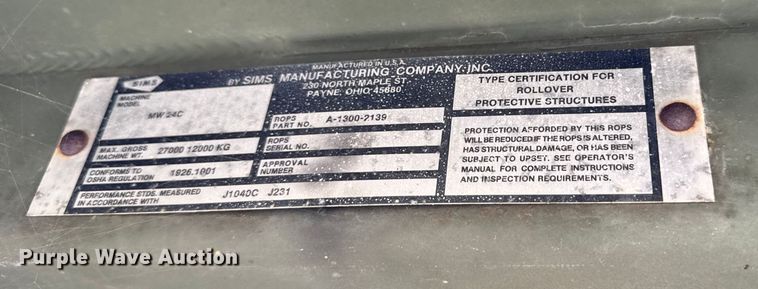 MANUFACTURED IN U.S.A.
SIMS
BY SIMS MANUFACTURING COMPANY, INC.
230 NORTH MAPLE ST.
PAYNE, OHIO 45880
MACHINE
MODEL
MW 24C
ROPS
PART NO.
A-1300-2139
MAX. GROSS
MACHINE WT.
27000 12000 KG
ROPS
SERIAL NO.
CONFORMS TO
OSHA REGULATION
1926.1001
APPROVAL
NUMBER
PERFORMANCE STDS. MEASURED
IN ACCORDANCE WITH
J1040C J231
TYPE CERTIFICATION FOR
ROLLOVER
PROTECTIVE STRUCTURES
PROTECTION AFFORDED BY THIS ROPS
WILL BE REDUCED IF THE ROPS IS ALTERED,
HAS STRUCTURAL DAMAGE, OR HAS BEEN
SUBJECT TO UPSET. SEE OPERATOR'S
MANUAL FOR COMPLETE INSTRUCTIONS
AND INSPECTION REQUIREMENTS.
Purple Wave Auction